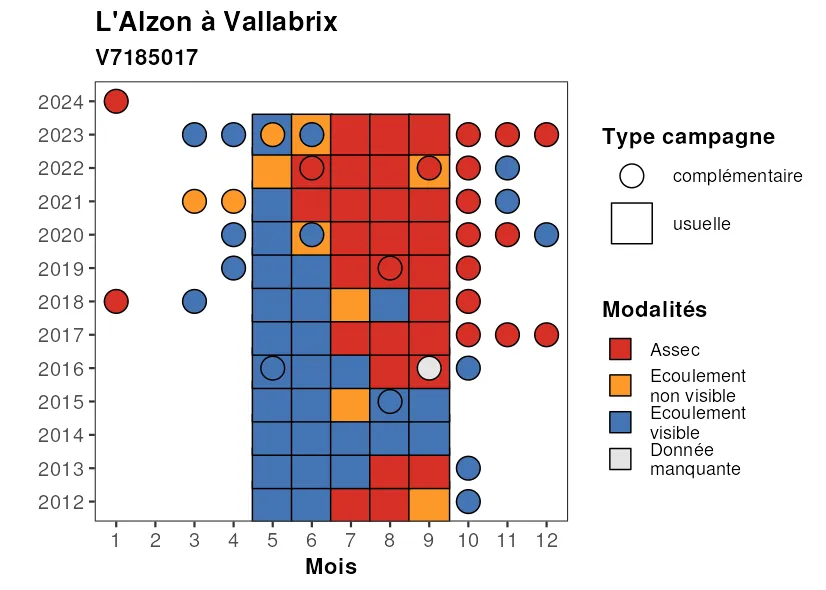 L'Alzon à Vallabrix
V7185017
2024
2023
2022
2021
2020
2019
2018
2017
2016
2015
2014
2013
2012
1 2 3 4 5 6 7 8 9 10 11 12
Mois
Type campagne
complémentaire
usuelle
Modalités
Assec
Ecoulement
non visible
Ecoulement
visible
Donnée
manquante